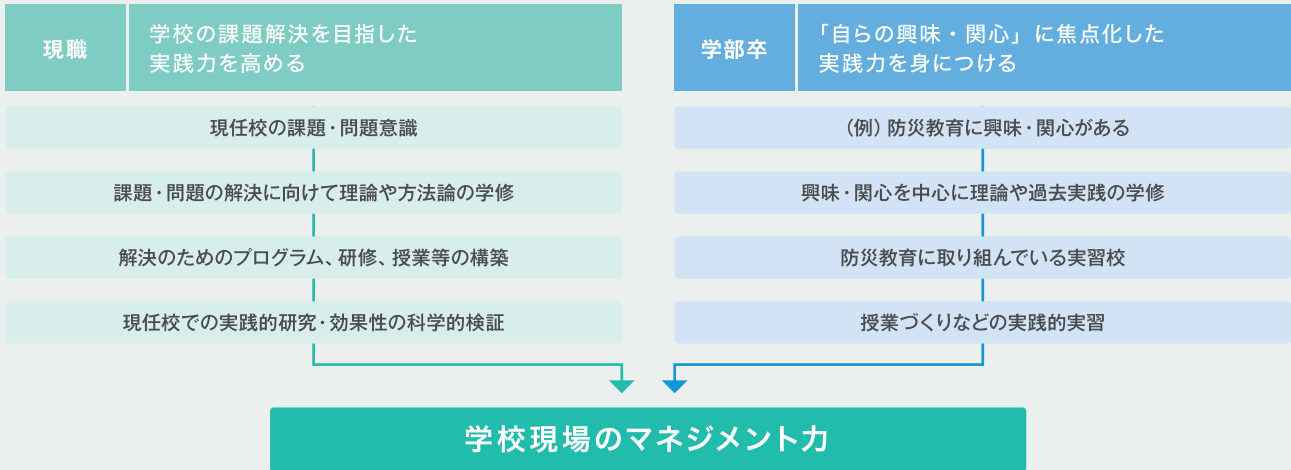 現職
学校の課題解決を目指した
実践力を高める
現任校の課題・問題意識
課題・問題の解決に向けて理論や方法論の学修
解決のためのプログラム、研修、授業等の構築
現任校での実践的研究・効果性の科学的検証
学部卒
「自らの興味・関心」に焦点化した
実践力を身につける
（例）防災教育に興味・関心がある
興味・関心を中心に理論や過去実践の学修
防災教育に取り組んでいる実習校
授業づくりなどの実践的実習
学校現場のマネジメント力